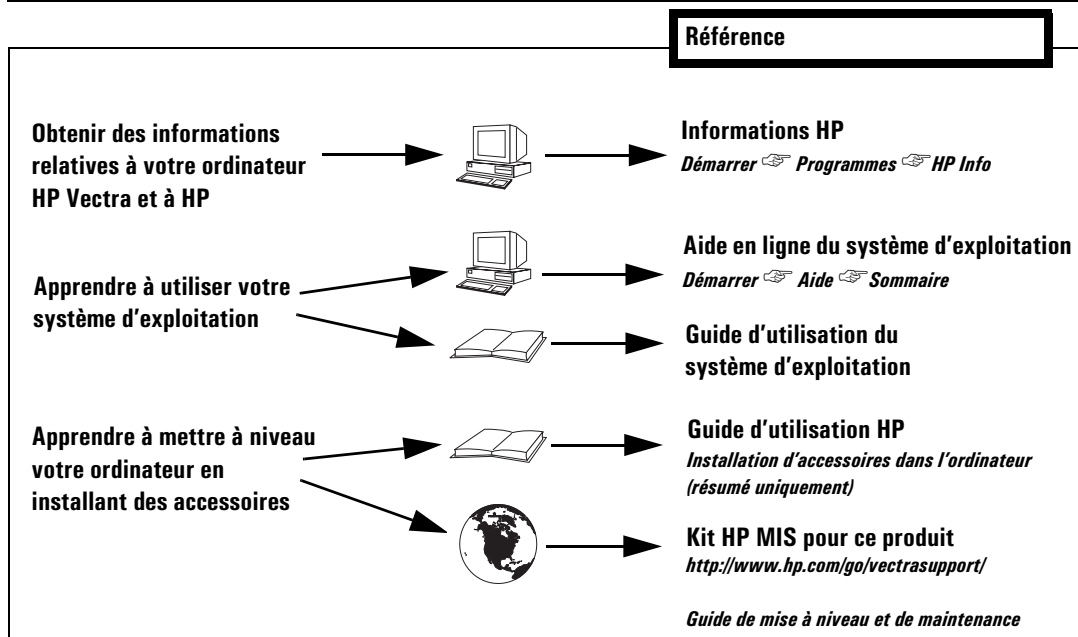 Référence
Obtenir des informations
relatives à votre ordinateur
HP Vectra et à HP
Informations HP
Démarrer ☞ Programmes ☞ HP Info
Apprendre à utiliser votre
système d'exploitation
Aide en ligne du système d'exploitation
Démarrer ☞ Aide ☞ Sommaire
Guide d'utilisation du
système d'exploitation
Apprendre à mettre à niveau
votre ordinateur en
installant des accessoires
Guide d'utilisation HP
Installation d'accessoires dans l'ordinateur
(résumé uniquement)
Kit HP MIS pour ce produit
http://www.hp.com/go/vectrasupport/
Guide de mise à niveau et de maintenance